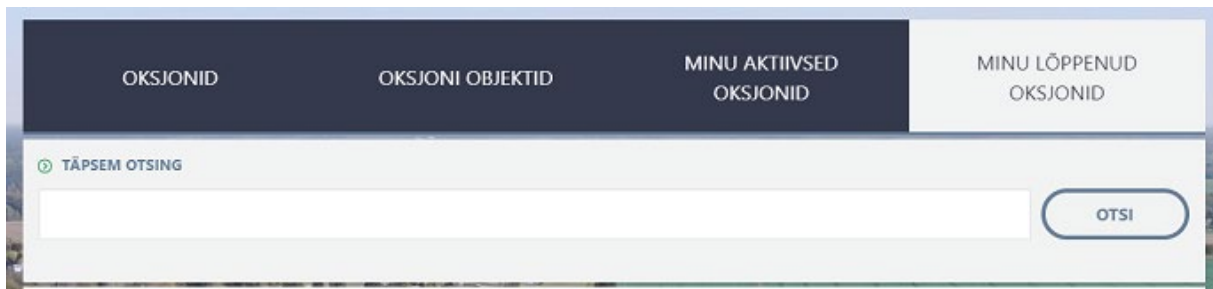 OKSJONID
OKSJONI OBJEKTID
MINU AKTIIVSED
OKSJONID
MINU LÕPPENUD
OKSJONID
TÄPSEM OTSING
OTSI